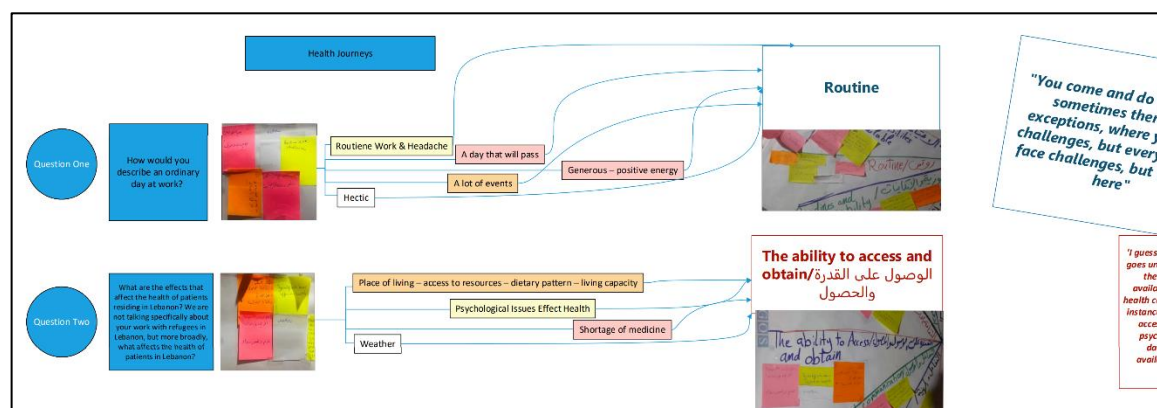 Health Journeys
Question One
How would you
describe an ordinary
day at work?
Routiene Work & Headache
A day that will pass
Generous – positive energy
A lot of events
Hectic
Routine
Routine/
"You come and do
sometimes ther
exceptions, where y
challenges, but every
face challenges, but
here"
Question Two
What are the effects that
affect the health of patients
residing in Lebanon? We are
not talking specifically about
your work with refugees in
Lebanon, but more broadly,
what affects the health of
patients in Lebanon?
Place of living – access to resources – dietary pattern – living capacity
Psychological Issues Effect Health
Shortage of medicine
Weather
The ability to access and
obtain/الوصول على القدرة
والحصول
The ability to Access
and obtain
'I guess
goes un
the
availa
health c
instanc
acce
psyc
da
avail